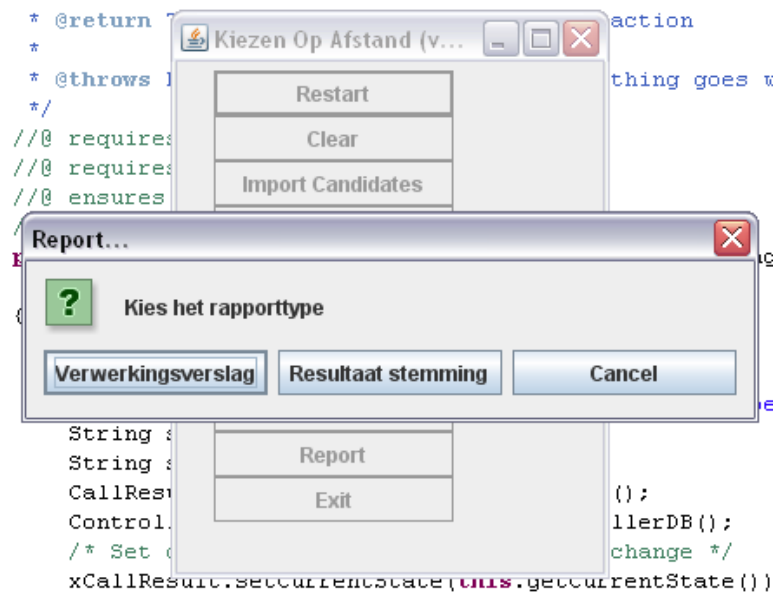 * @return
action
Kiezen Op Afstand (v...
*
* @throws
thing goes
*/
Restart
//@ requires
Clear
//@ requires
Import Candidates
//@ ensures
Report...
Kies het rapporttype
Verwerkingsverslag Resultaat stemming Cancel
String
Report
String
CallResu
();
Exit
Control
llerDB();
/* Set
change */
xCallResult.setCurrentState(this.getCurrentState())